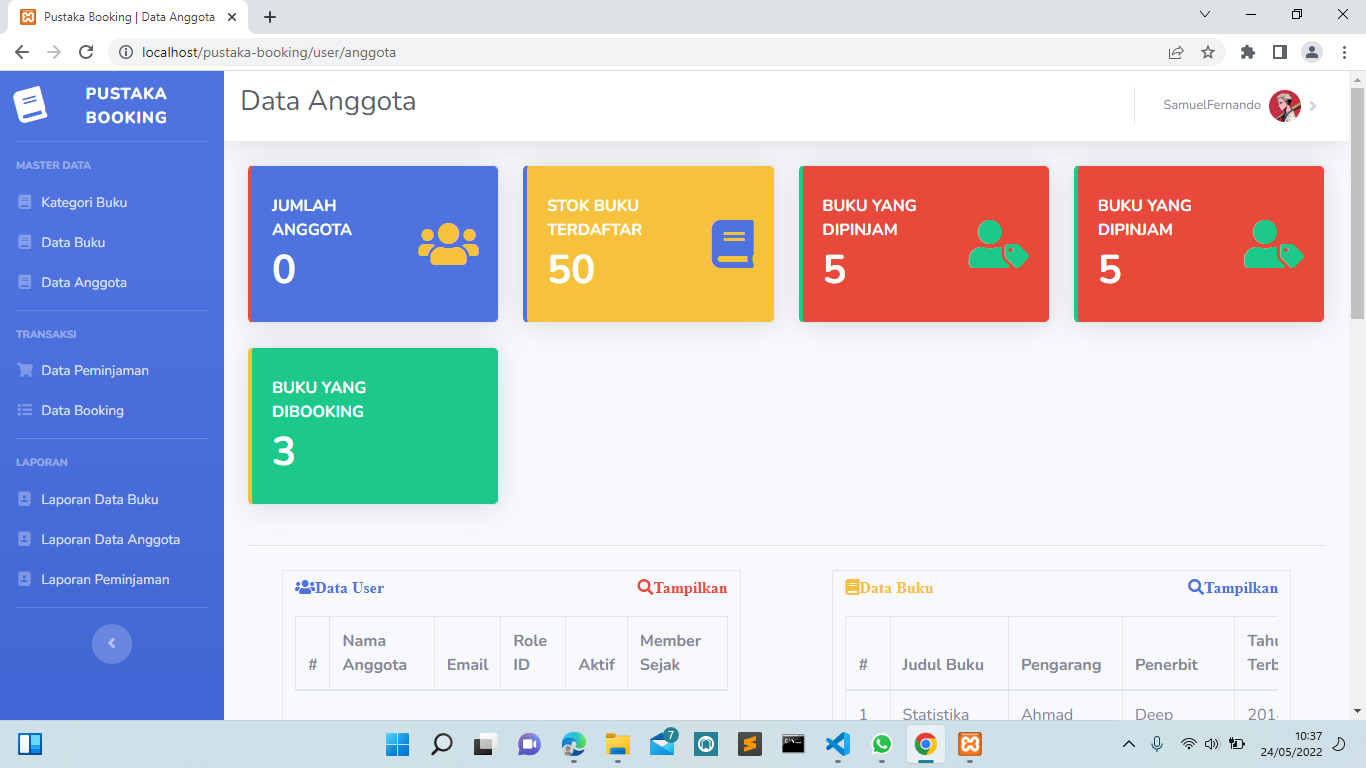 Pustaka Booking | Data Anggota
localhost/pustaka-booking/user/anggota
PUSTAKA
BOOKING
MASTER DATA
Kategori Buku
Data Buku
Data Anggota
TRANSAKSI
Data Peminjaman
Data Booking
LAPORAN
Laporan Data Buku
Laporan Data Anggota
Laporan Peminjaman
Data Anggota
SamuelFernando
JUMLAH
ANGGOTA
0
STOK BUKU
TERDAFTAR
50
BUKU YANG
DIPINJAM
5
BUKU YANG
DIPINJAM
5
BUKU YANG
DIBOOKING
3
Data User
Tampilkan
#
Nama
Anggota
Email
Role
ID
Aktif
Member
Sejak
Data Buku
Tampilkan
#
Judul Buku
Pengarang
Penerbit
1
Statistika
Ahmad
Deep
7
10:37
24/05/2022